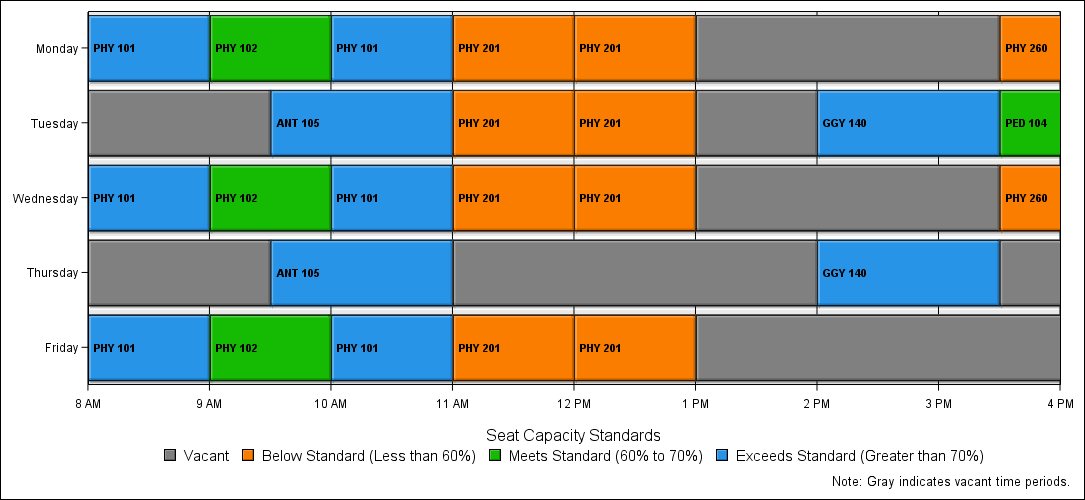 Monday PHY 101 PHY 102 PHY 101 PHY 201 PHY 201 PHY 260
Tuesday ANT 105 PHY 201 PHY 201 GGY 140 PED 104
Wednesday PHY 101 PHY 102 PHY 101 PHY 201 PHY 201 PHY 260
Thursday ANT 105 GGY 140
Friday PHY 101 PHY 102 PHY 101 PHY 201 PHY 201
8 AM 9 AM 10 AM 11 AM 12 PM 1 PM 2 PM 3 PM 4 PM
Seat Capacity Standards
Vacant Below Standard (Less than 60%) Meets Standard (60% to 70%) Exceeds Standard (Greater than 70%)
Note: Gray indicates vacant time periods.